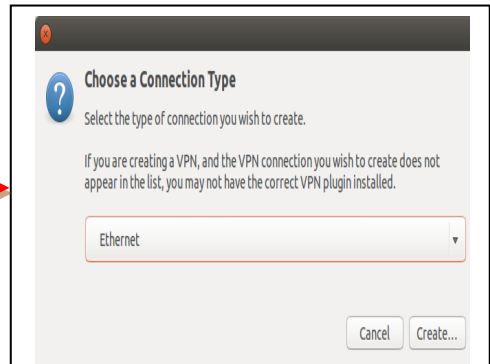 Choose a Connection Type
Select the type of connection you wish to create.
If you are creating a VPN, and the VPN connection you wish to create does not
appear in the list, you may not have the correct VPN plugin installed.
Ethernet
Cancel Create...